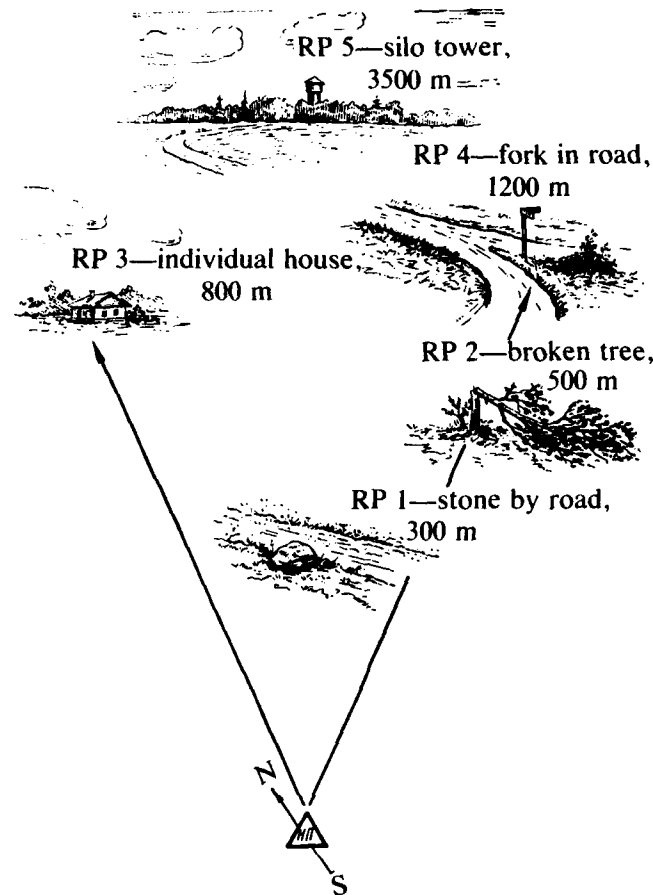 RP 5—silo tower,
3500 m
RP 4—fork in road,
1200 m
RP 3—individual house,
800 m
RP 2—broken tree,
500 m
RP 1—stone by road,
300 m
N
НП
S